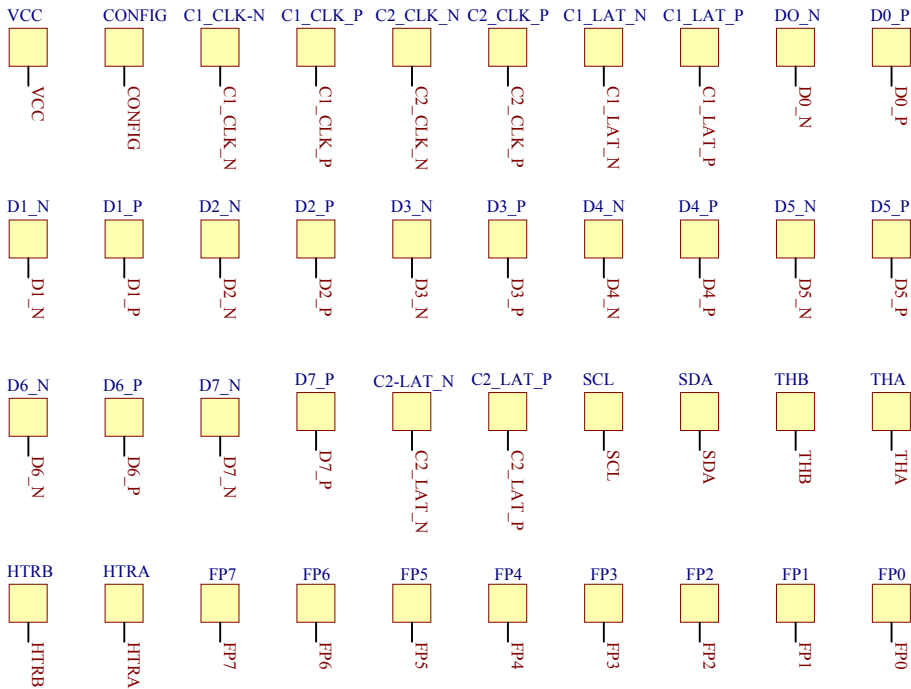 VCC CONFIG C1_CLK-N C1_CLK_P C2_CLK_N C2_CLK_P C1_LAT_N C1_LAT_P DO_N D0_P
VCC CONFIG C1_CLK_N C1_CLK_P C2_CLK_N C2_CLK_P C1_LAT_N C1_LAT_P D0_N D0_P
D1_N D1_P D2_N D2_P D3_N D3_P D4_N D4_P D5_N D5_P
D1_N D1_P D2_N D2_P D3_N D3_P D4_N D4_P D5_N D5_P
D6_N D6_P D7_N D7_P C2-LAT_N C2_LAT_P SCL SDA THB THA
D6_N D6_P D7_N D7_P C2_LAT_N C2_LAT_P SCL SDA THB THA
HTRB HTRA FP7 FP6 FP5 FP4 FP3 FP2 FP1 FP0
HTRB HTRA FP7 FP6 FP5 FP4 FP3 FP2 FP1 FP0